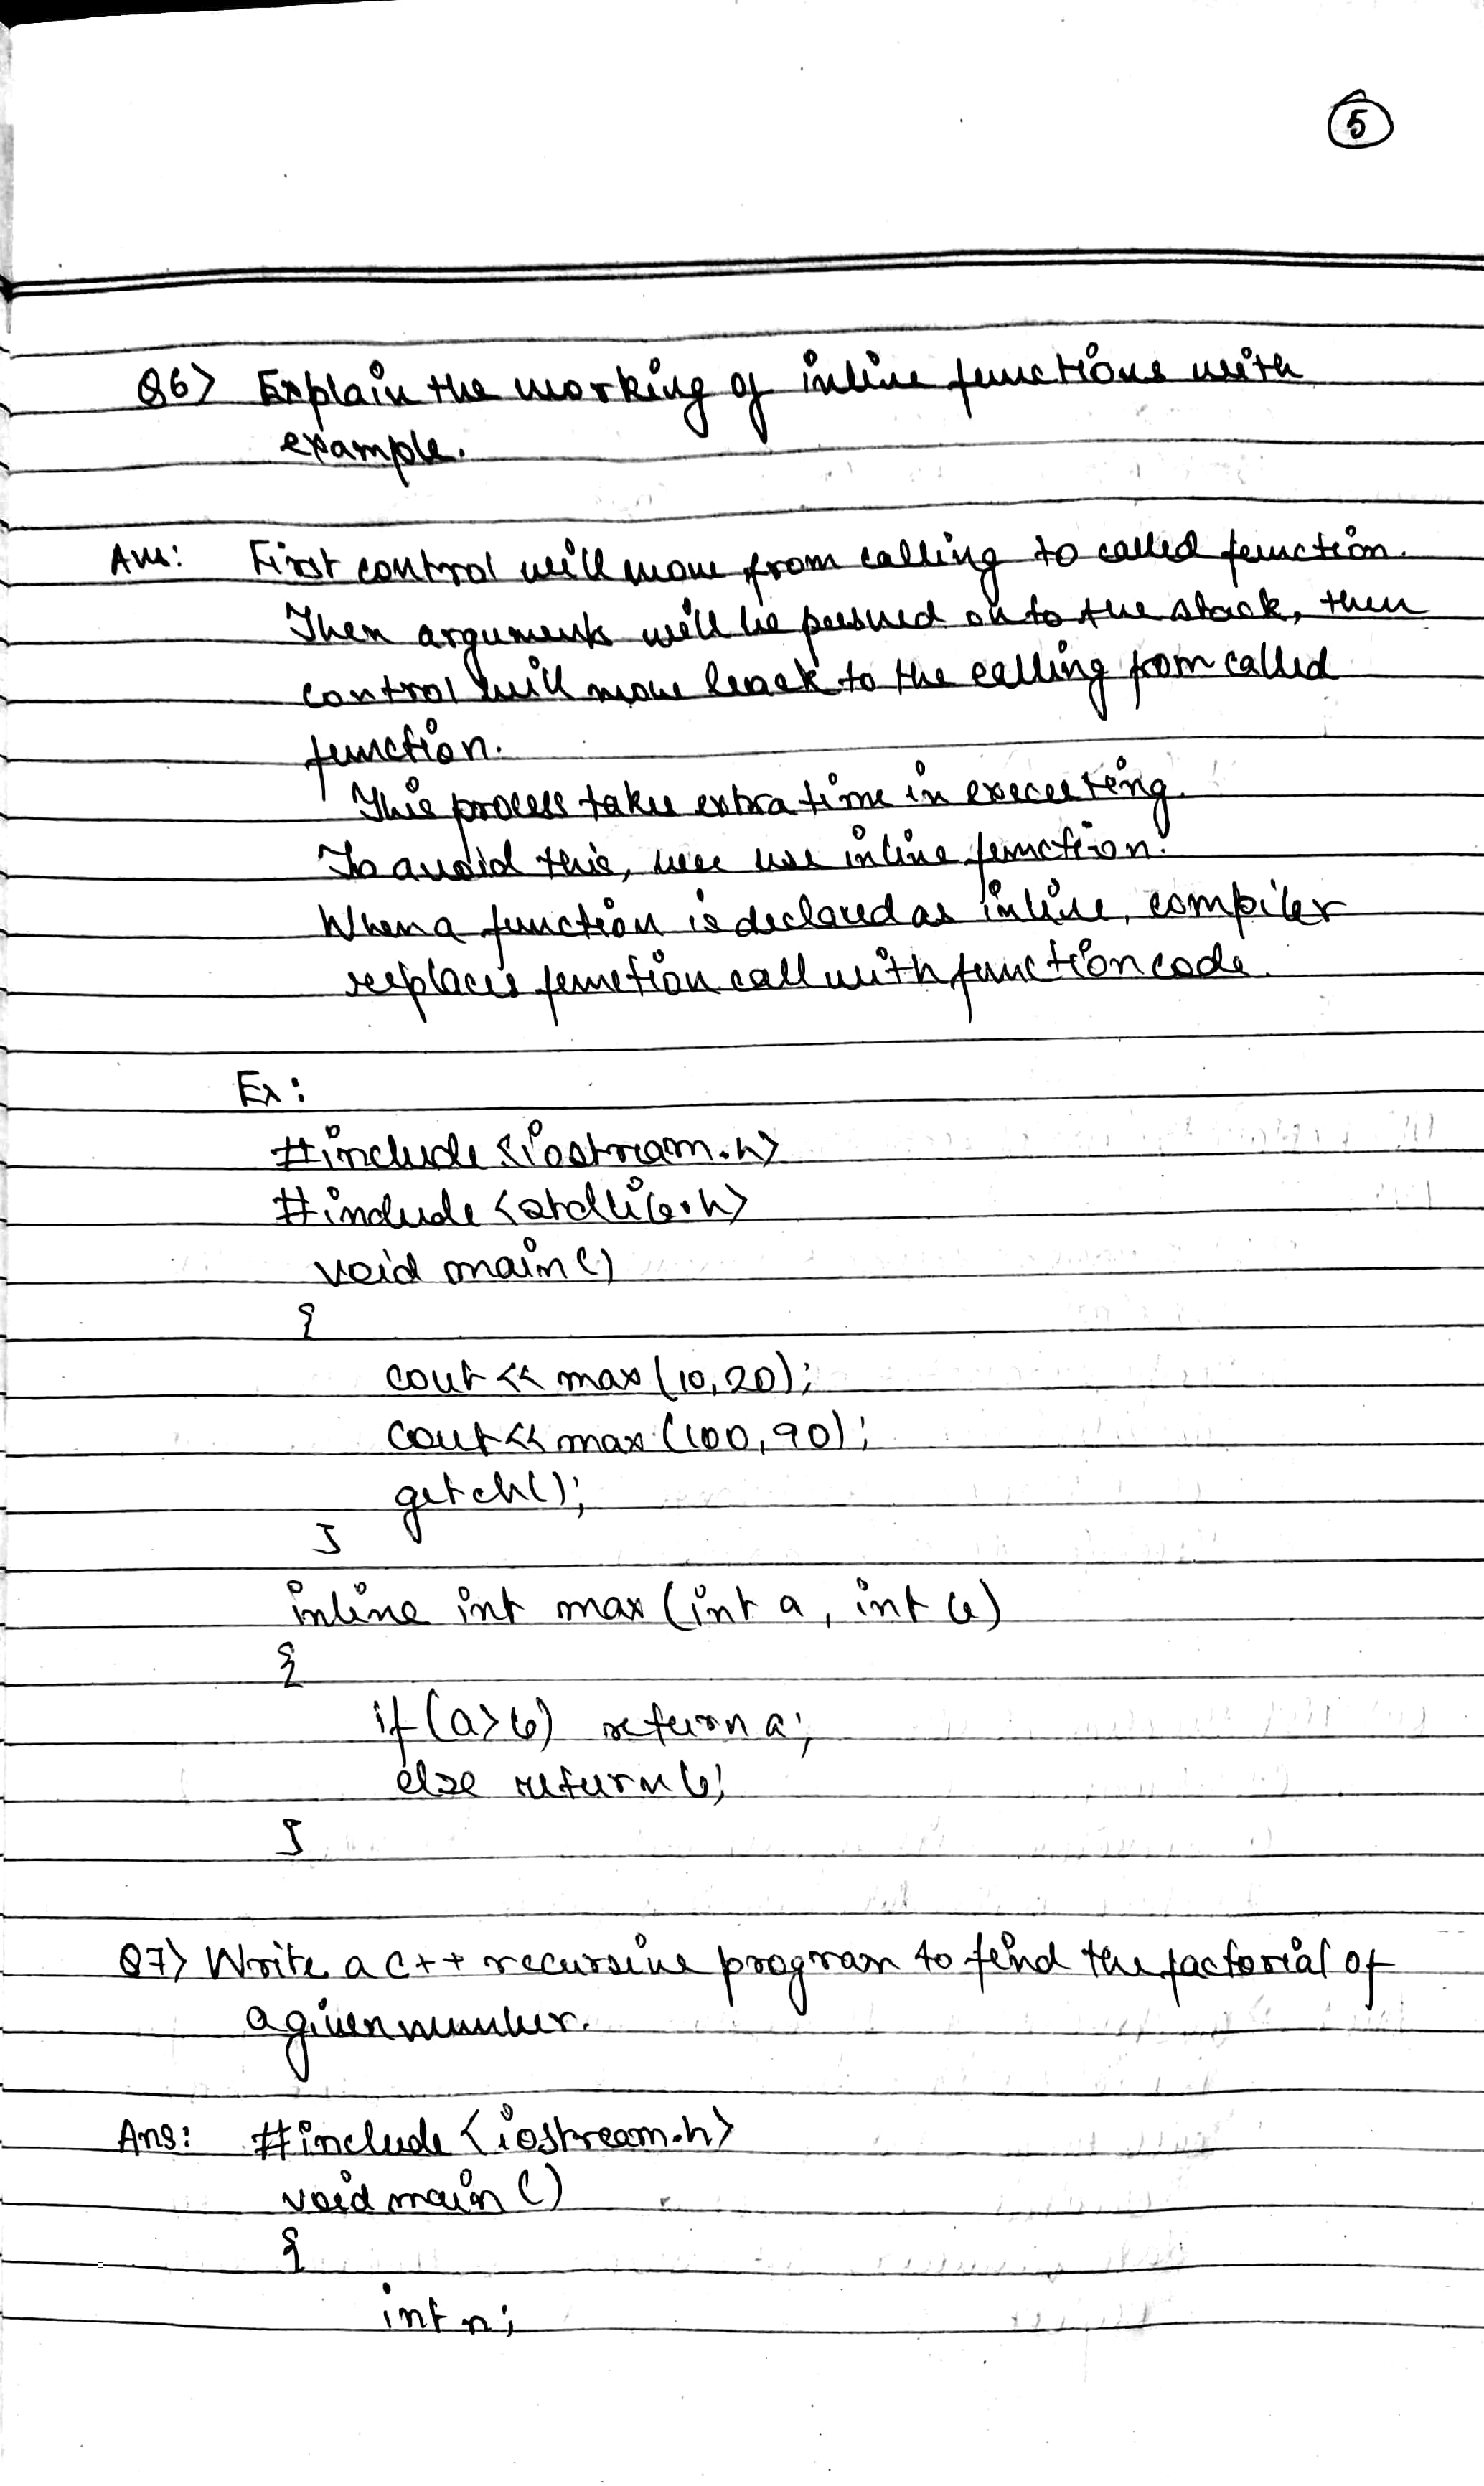 5
Q6> Explain the working of inline functions with
example.
Ans: First control will move from calling to called function.
Then arguments will be pushed on to the stack, then
control will move back to the calling from called
function.
This process takes extra time in executing.
To avoid this, we use inline function.
When a function is declared as inline, compiler
replaces function call with function code.
Ex:
#include <iostream.h>
#include <stdlib.h>
void main()
{
cout << max (10,20);
cout << max (100,90);
getch();
}
inline int max (int a, int b)
{
if (a>b) return a;
else return b;
}
Q7> Write a C++ recursive program to find the factorial of
a given number.
Ans: #include <iostream.h>
void main ()
{
int n;